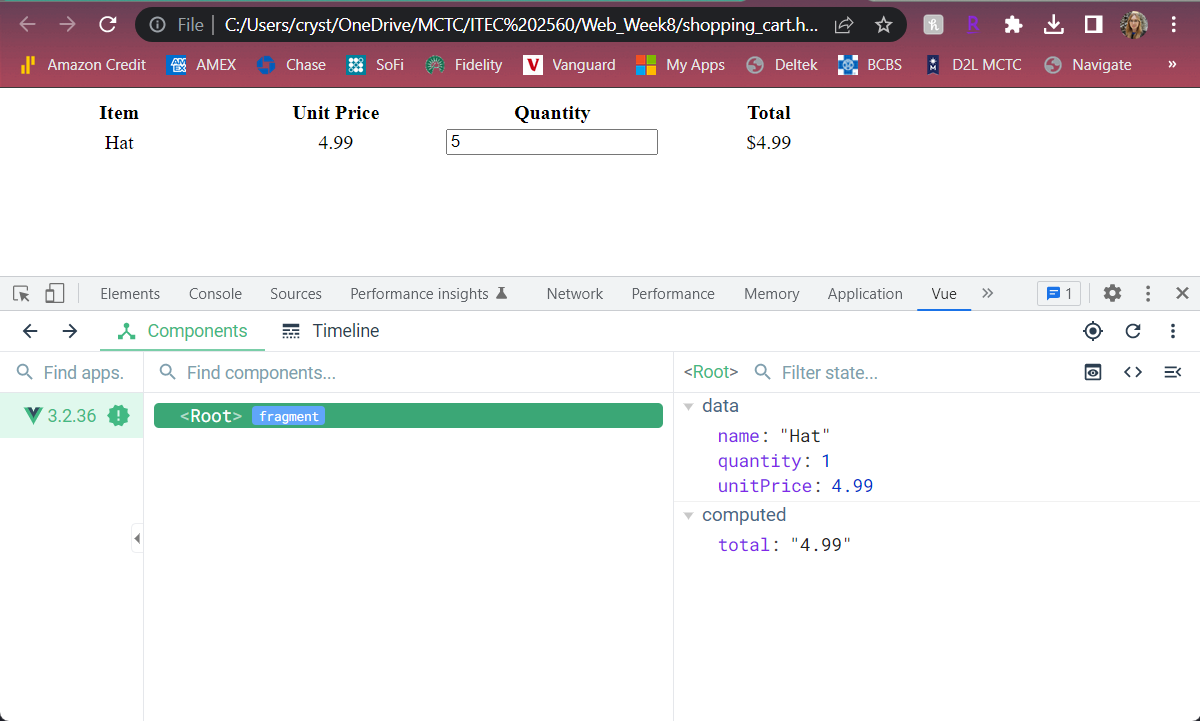 File | C:/Users/cryst/OneDrive/MCTC/ITEC%202560/Web_Week8/shopping_cart.h...
Amazon Credit AMEX Chase SoFi Fidelity Vanguard My Apps Deltek BCBS D2L MCTC Navigate »
Item Unit Price Quantity Total
Hat 4.99 5 $4.99
Elements Console Sources Performance insights Network Performance Memory Application Vue » 1
Components Timeline
Find apps. Find components... <Root> Filter state...
3.2.36 <Root> fragment
data
name: "Hat"
quantity: 1
unitPrice: 4.99
computed
total: "4.99"